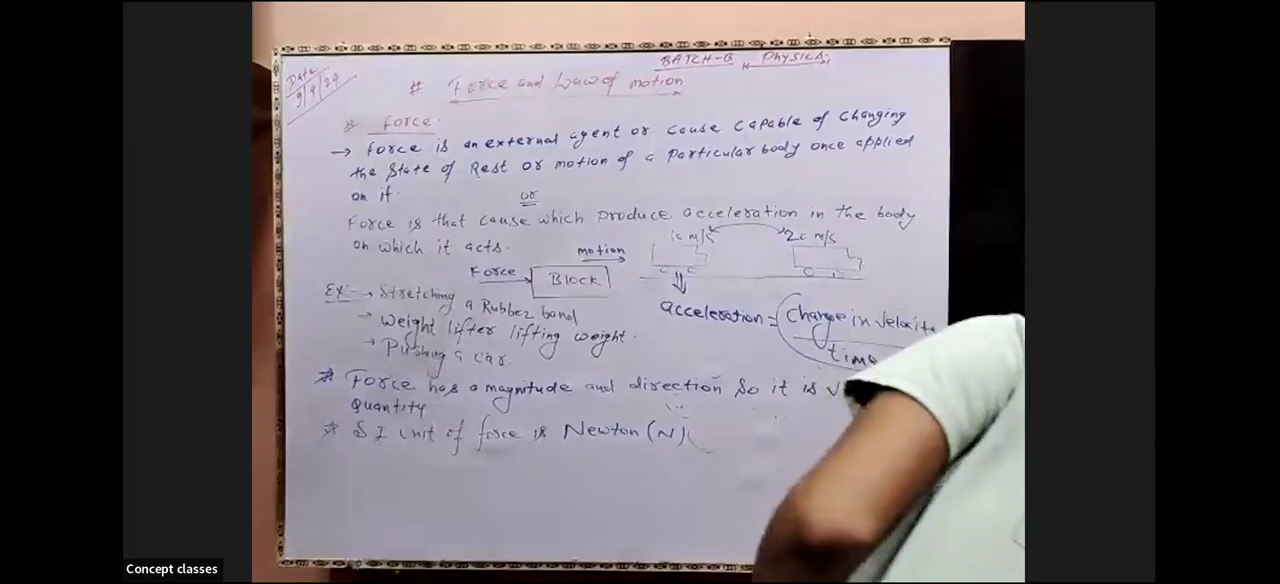 BATCH-B Physics
Date
9/4/24
# Force and Law of motion
* Force.
→ Force is an external agent or cause capable of changing
the state of Rest or motion of a particular body once applied
on it.
or
Force is that cause which produce acceleration in the body
on which it acts.
10 m/s 20 m/s
motion
Force Block
Ex:- → Stretching a Rubber band
→ Weight lifter lifting weight.
→ Pushing a car.
acceleration = Change in velocit
time
* Force has a magnitude and direction So it is V
Quantity
* S I unit of force is Newton (N)
Concept classes